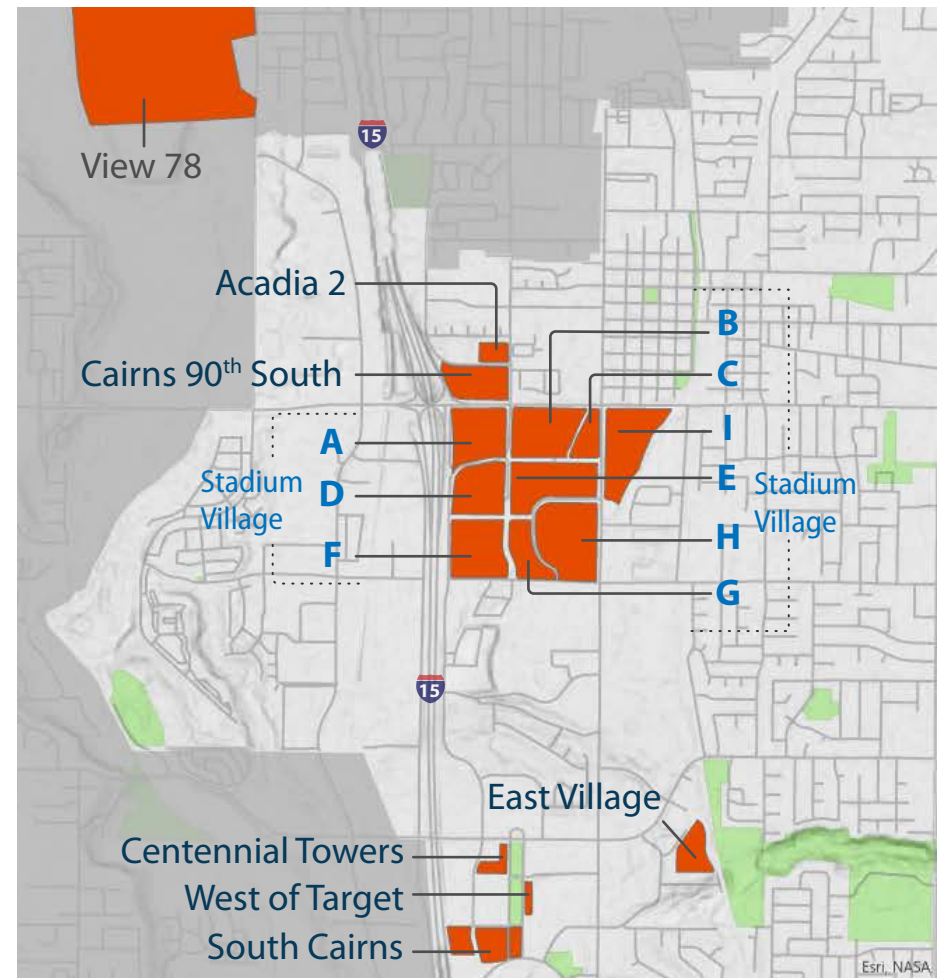 15
View 78
Acadia 2
B
Cairns 90th South
C
A
I
Stadium
Village
D
E
Stadium
Village
F
H
G
15
East Village
Centennial Towers
West of Target
South Cairns
Esri, NASA